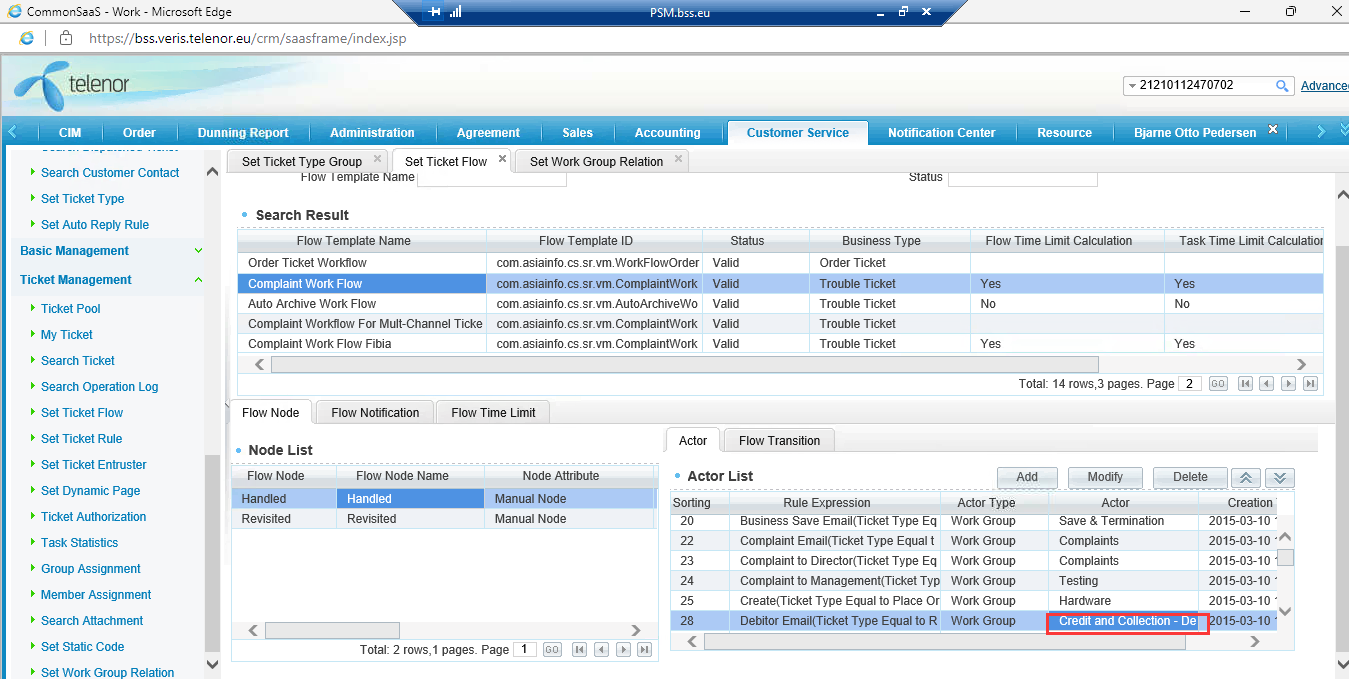 CommonSaaS - Work - Microsoft Edge
PSM.bss.eu
https://bss.veris.telenor.eu/crm/saasframe/index.jsp
telenor
21210112470702
Advance
CIM Order Dunning Report Administration Agreement Sales Accounting Customer Service Notification Center Resource Bjarne Otto Pedersen
Search Dispatched Ticket
Search Customer Contact
Set Ticket Type
Set Auto Reply Rule
Basic Management
Ticket Management
Ticket Pool
My Ticket
Search Ticket
Search Operation Log
Set Ticket Flow
Set Ticket Rule
Set Ticket Entruster
Set Dynamic Page
Ticket Authorization
Task Statistics
Group Assignment
Member Assignment
Search Attachment
Set Static Code
Set Work Group Relation
Set Ticket Type Group Set Ticket Flow Set Work Group Relation
Flow Template Name Status
Search Result
Flow Template Name Flow Template ID Status Business Type Flow Time Limit Calculation Task Time Limit Calculation
Order Ticket Workflow com.asiainfo.cs.sr.vm.WorkFlowOrder Valid Order Ticket
Complaint Work Flow com.asiainfo.cs.sr.vm.ComplaintWork Valid Trouble Ticket Yes Yes
Auto Archive Work Flow com.asiainfo.cs.sr.vm.AutoArchiveWo Valid Trouble Ticket No No
Complaint Workflow For Mult-Channel Ticke com.asiainfo.cs.sr.vm.ComplaintWork Valid Trouble Ticket
Complaint Work Flow Fibia com.asiainfo.cs.sr.vm.ComplaintWork Valid Trouble Ticket Yes Yes
Total: 14 rows,3 pages. Page 2 GO
Flow Node Flow Notification Flow Time Limit
Node List
Flow Node Flow Node Name Node Attribute
Handled Handled Manual Node
Revisited Revisited Manual Node
Total: 2 rows,1 pages. Page 1 GO
Actor Flow Transition
Actor List Add Modify Delete
Sorting Rule Expression Actor Type Actor Creation
20 Business Save Email(Ticket Type Eq Work Group Save & Termination 2015-03-10
22 Complaint Email(Ticket Type Equal t Work Group Complaints 2015-03-10
23 Complaint to Director(Ticket Type Eq Work Group Complaints 2015-03-10
24 Complaint to Management(Ticket Typ Work Group Testing 2015-03-10
25 Create(Ticket Type Equal to Place Or Work Group Hardware 2015-03-10
28 Debitor Email(Ticket Type Equal to R Work Group Credit and Collection - De 2015-03-10